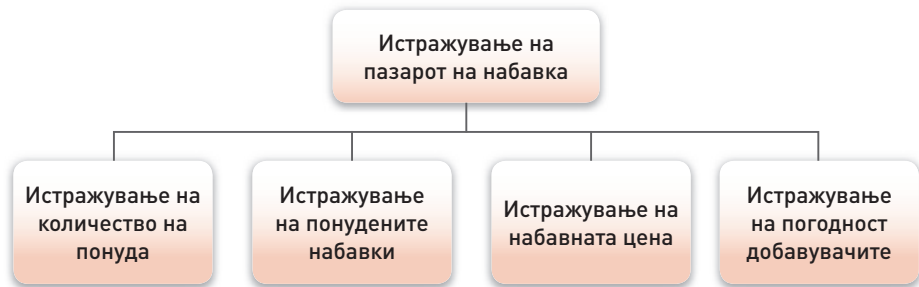 Истражување на
пазарот на набавка
Истражување на
количество на
понуда
Истражување
на понудените
набавки
Истражување на
набавната цена
Истражување
на погодност
добавувачите